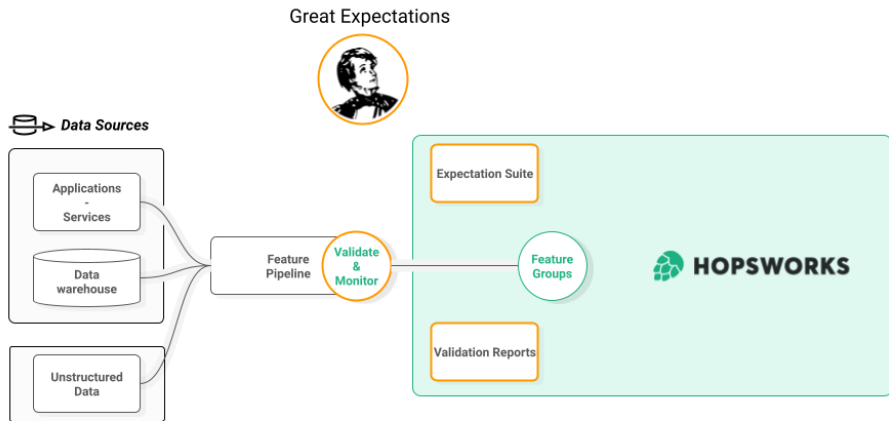 Great Expectations
Data Sources
Applications
-
Services
Data
warehouse
Unstructured
Data
Feature
Pipeline
Validate
&
Monitor
Expectation Suite
Feature
Groups
Validation Reports
HOPSWORKS